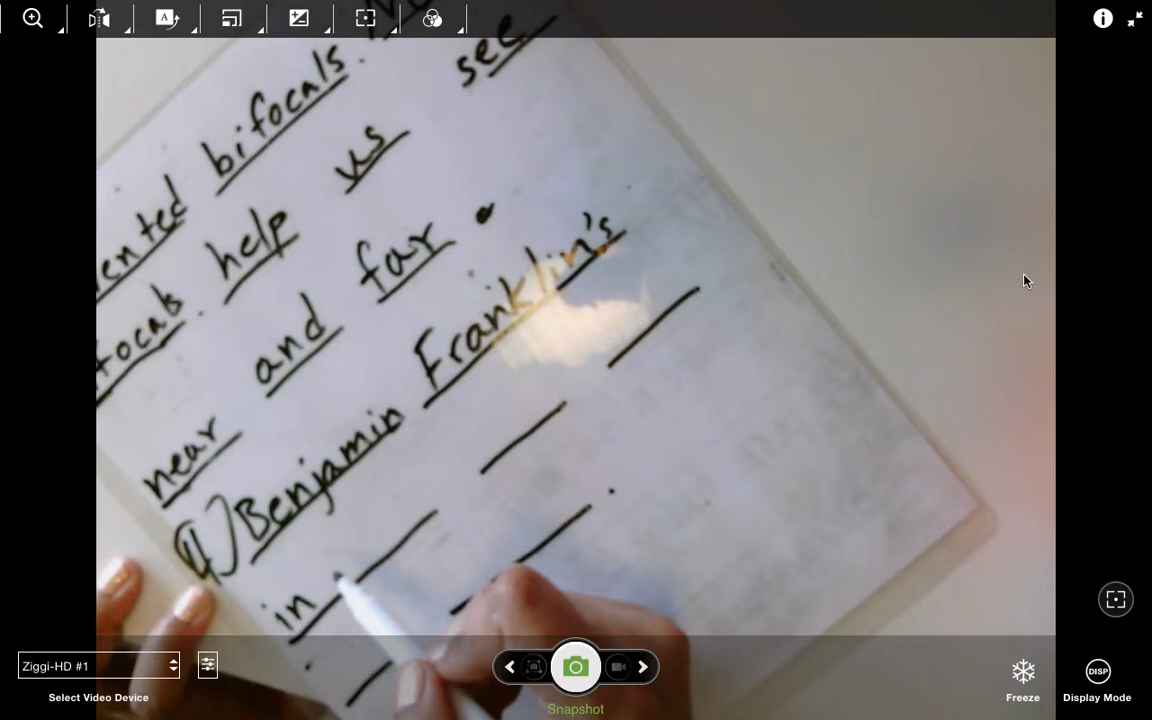 ented bifocals.
focals. help us see
near and far.
4) Benjamin Franklin's
in
Ziggi-HD #1
Select Video Device
Snapshot
Freeze
DISP
Display Mode